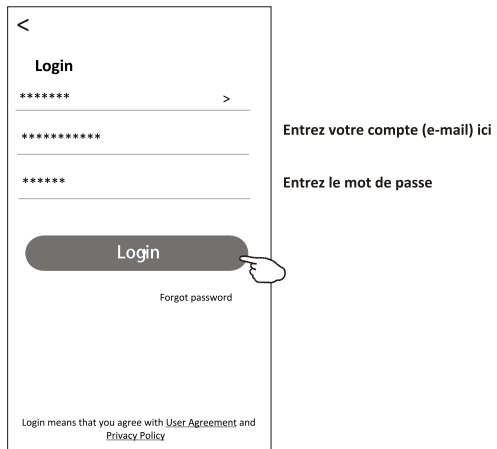 <
Login
******* >
*********** Entrez votre compte (e-mail) ici
****** Entrez le mot de passe
Login
Forgot password
Login means that you agree with User Agreement and
Privacy Policy